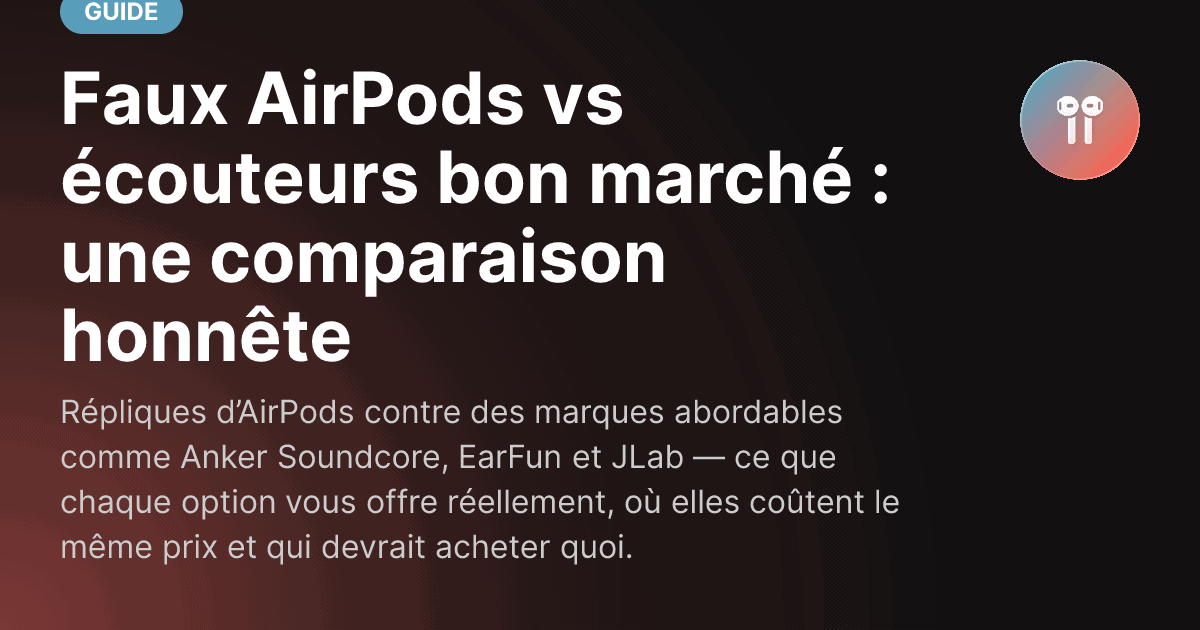 GUIDE
Faux AirPods vs
écouteurs bon marché :
une comparaison
honnête
Répliques d’AirPods contre des marques abordables
comme Anker Soundcore, EarFun et JLab — ce que
chaque option vous offre réellement, où elles coûtent le
même prix et qui devrait acheter quoi.